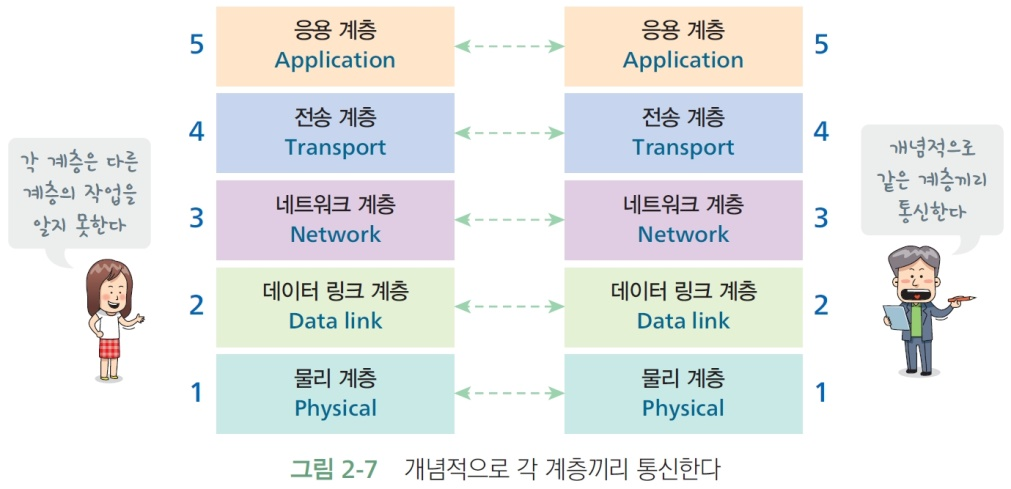 5
응용 계층
Application
응용 계층
Application
5
4
전송 계층
Transport
전송 계층
Transport
4
각 계층은 다른
계층의 작업을
알지 못한다
개념적으로
같은 계층끼리
통신한다
3
네트워크 계층
Network
네트워크 계층
Network
3
2
데이터 링크 계층
Data link
데이터 링크 계층
Data link
2
1
물리 계층
Physical
물리 계층
Physical
1
그림 2-7 개념적으로 각 계층끼리 통신한다